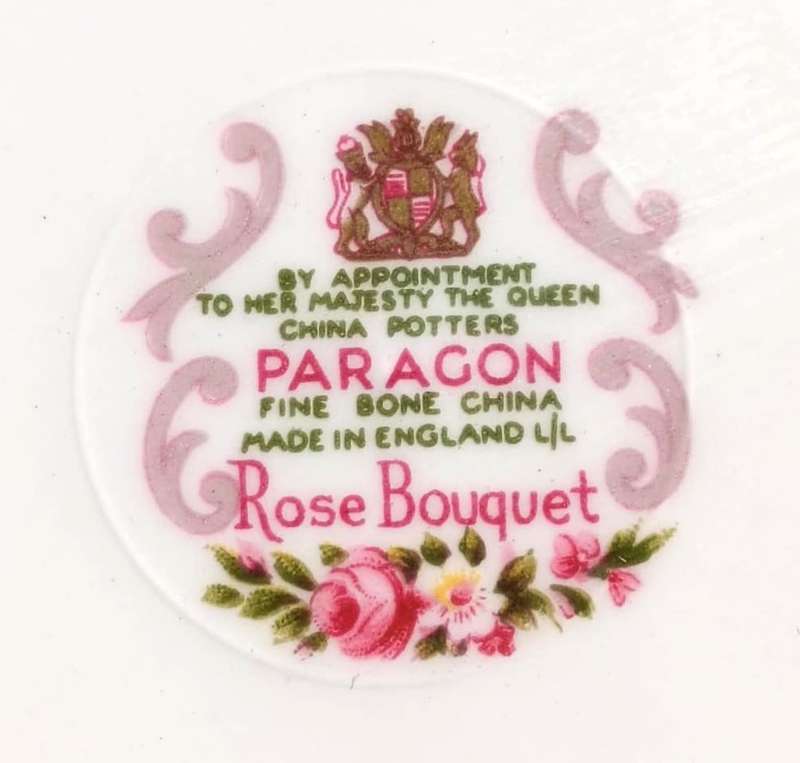 BY APPOINTMENT
TO HER MAJESTY THE QUEEN
CHINA POTTERS
PARAGON
FINE BONE CHINA
MADE IN ENGLAND L/L
Rose Bouquet